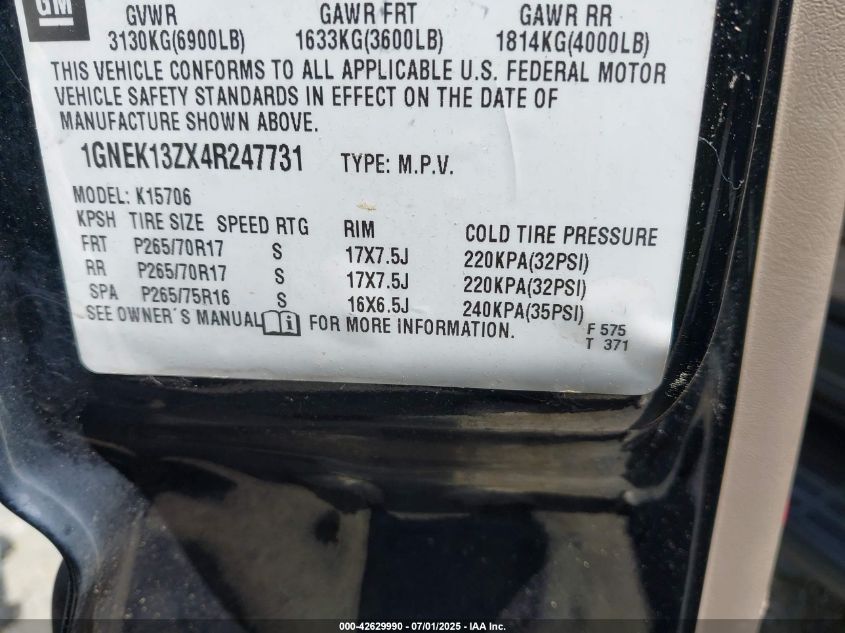 GM
GVWR GAWR FRT GAWR RR
3130KG(6900LB) 1633KG(3600LB) 1814KG(4000LB)
THIS VEHICLE CONFORMS TO ALL APPLICABLE U.S. FEDERAL MOTOR
VEHICLE SAFETY STANDARDS IN EFFECT ON THE DATE OF
MANUFACTURE SHOWN ABOVE.
1GNEK13ZX4R247731 TYPE: M.P.V.
MODEL: K15706
KPSH TIRE SIZE SPEED RTG RIM COLD TIRE PRESSURE
FRT P265/70R17 S 17X7.5J 220KPA(32PSI)
RR P265/70R17 S 17X7.5J 220KPA(32PSI)
SPA P265/75R16 S 16X6.5J 240KPA(35PSI)
SEE OWNER'S MANUAL i FOR MORE INFORMATION.
F 575
T 371
000-42629990 - 07/01/2025 - IAA Inc.